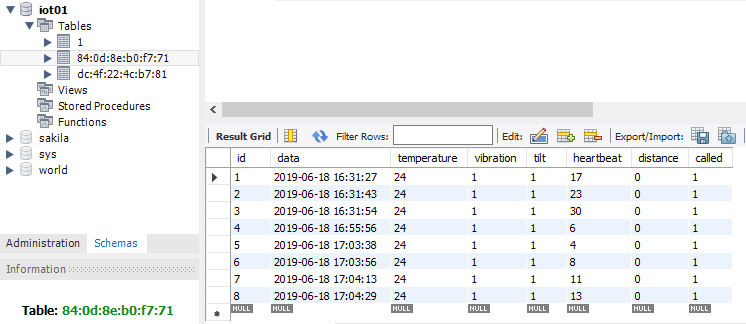 iot01
Tables
1
84:0d:8e:b0:f7:71
dc:4f:22:4c:b7:81
Views
Stored Procedures
Functions
sakila
sys
world
Administration Schemas
Information
Table: 84:0d:8e:b0:f7:71
Result Grid Filter Rows: Edit: Export/Import:
id data temperature vibration tilt heartbeat distance called
1 2019-06-18 16:31:27 24 1 1 17 0 1
2 2019-06-18 16:31:43 24 1 1 23 0 1
3 2019-06-18 16:31:54 24 1 1 30 0 1
4 2019-06-18 16:55:56 24 1 1 6 0 1
5 2019-06-18 17:03:38 24 1 1 4 0 1
6 2019-06-18 17:03:56 24 1 1 8 0 1
7 2019-06-18 17:04:13 24 1 1 11 0 1
8 2019-06-18 17:04:29 24 1 1 13 0 1
NULL NULL NULL NULL NULL NULL NULL NULL